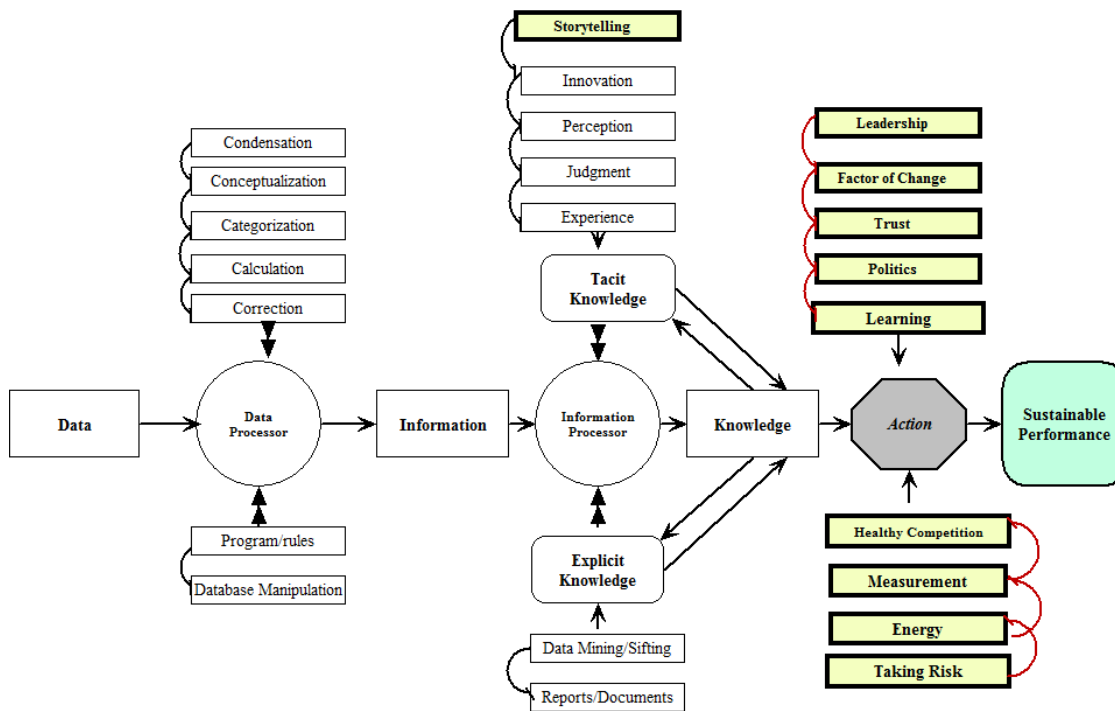 Storytelling
Innovation
Perception
Judgment
Experience
Condensation
Conceptualization
Categorization
Calculation
Correction
Leadership
Factor of Change
Trust
Politics
Learning
Tacit
Knowledge
Data
Data
Processor
Information
Information
Processor
Knowledge
Action
Sustainable
Performance
Program/rules
Database Manipulation
Explicit
Knowledge
Data Mining/Sifting
Reports/Documents
Healthy Competition
Measurement
Energy
Taking Risk